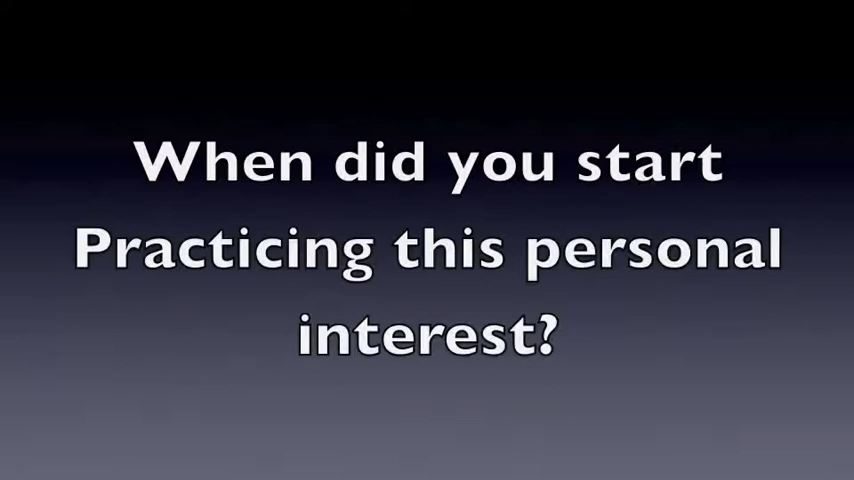 When did you start
Practicing this personal
interest?